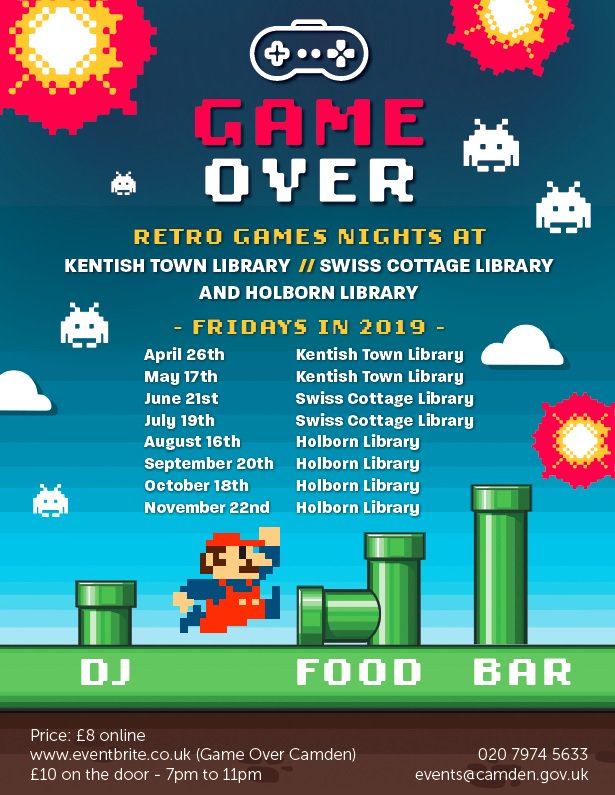 GAME
OVER
RETRO GAMES NIGHTS AT
KENTISH TOWN LIBRARY // SWISS COTTAGE LIBRARY
AND HOLBORN LIBRARY
- FRIDAYS IN 2019 -
April 26th Kentish Town Library
May 17th Kentish Town Library
June 21st Swiss Cottage Library
July 19th Swiss Cottage Library
August 16th Holborn Library
September 20th Holborn Library
October 18th Holborn Library
November 22nd Holborn Library
DJ FOOD BAR
Price: £8 online
www.eventbrite.co.uk (Game Over Camden) 020 7974 5633
£10 on the door - 7pm to 11pm events@camden.gov.uk